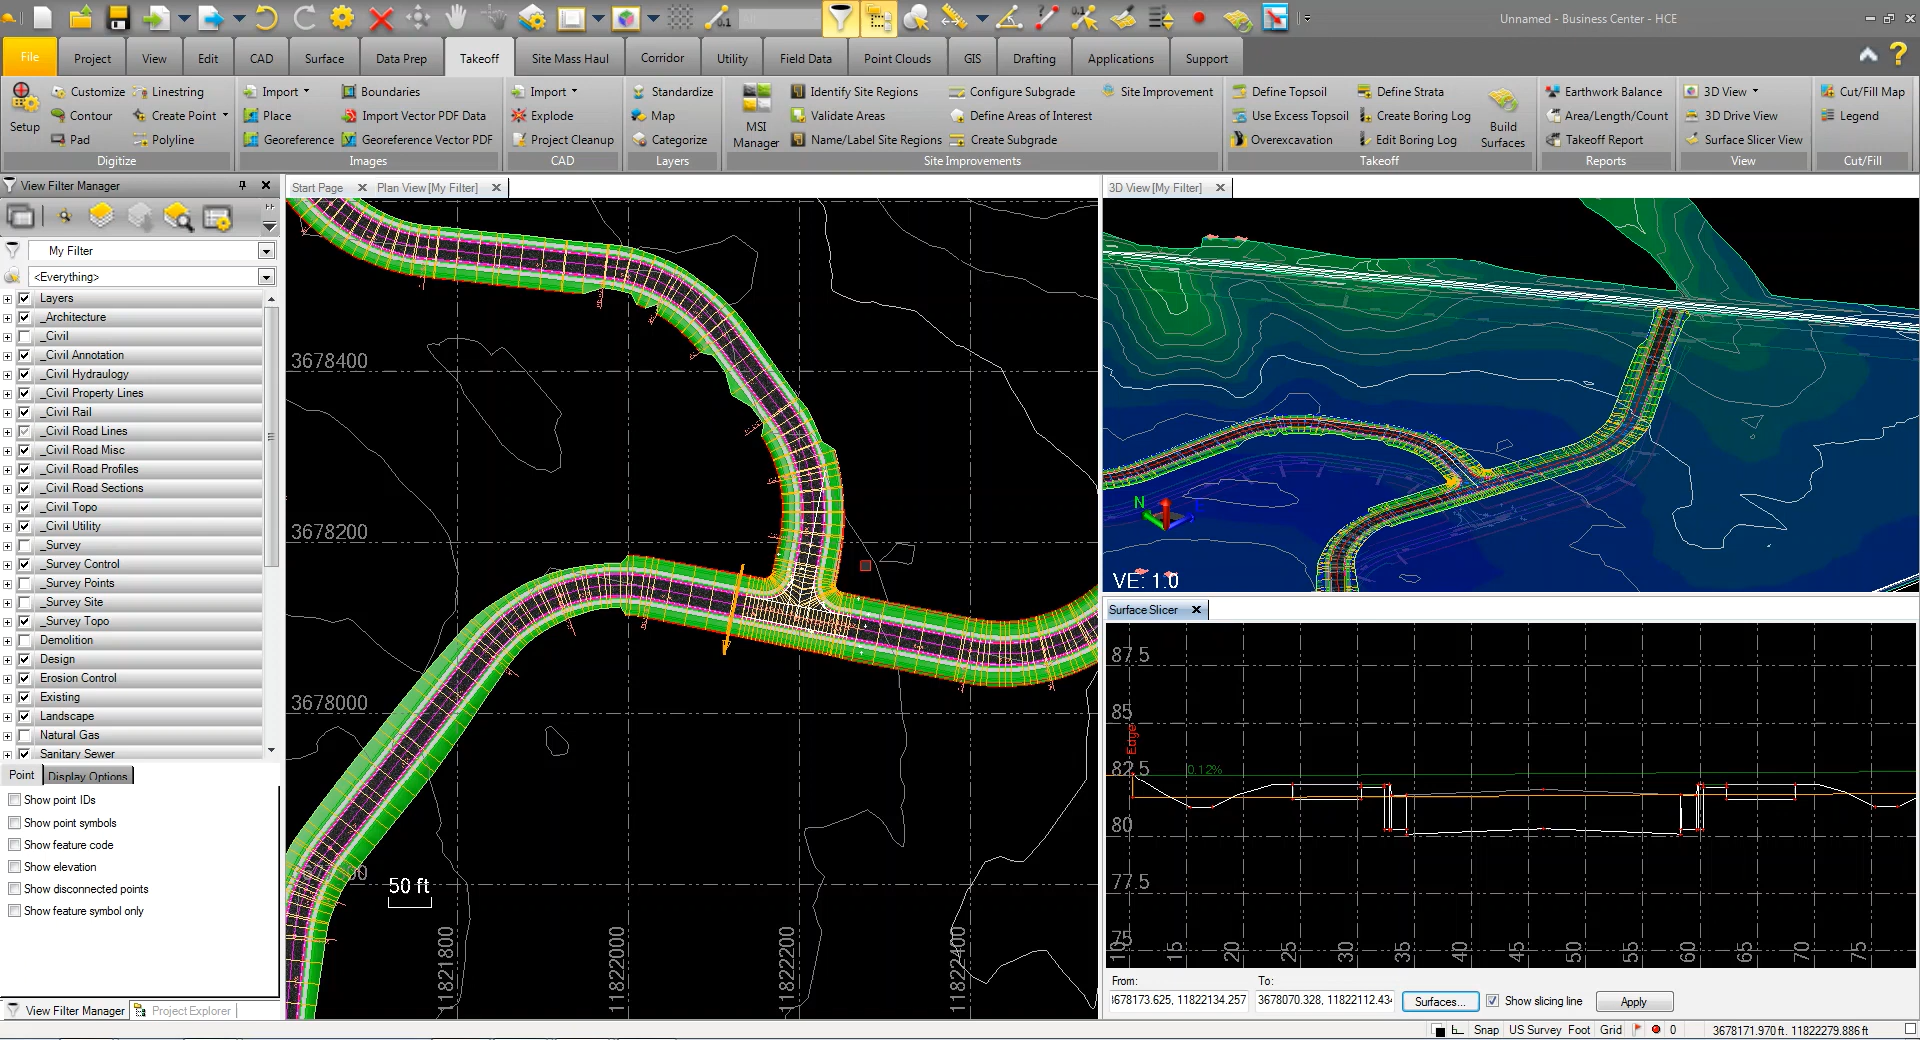 Unnamed - Business Center - HCE
File Project View Edit CAD Surface Data Prep Takeoff Site Mass Haul Corridor Utility Field Data Point Clouds GIS Drafting Applications Support
Setup
Customize Linestring
Contour Create Point
Pad Polyline
Digitize
Import Boundaries
Place Import Vector PDF Data
Georeference Georeference Vector PDF
Images
Import
Explode
Project Cleanup
CAD
Standardize
Map
Categorize
Layers
MSI Manager
Identify Site Regions Configure Subgrade Site Improvement
Validate Areas Define Areas of Interest
Name/Label Site Regions Create Subgrade
Site Improvements
Define Topsoil Define Strata
Use Excess Topsoil Create Boring Log
Overexcavation Edit Boring Log
Build Surfaces
Takeoff
Earthwork Balance
Area/Length/Count
Takeoff Report
Reports
3D View
3D Drive View
Surface Slicer View
View
Cut/Fill Map
Legend
Cut/Fill
View Filter Manager
My Filter
<Everything>
Layers
_Architecture
_Civil
_Civil Annotation
_Civil Hydraulogy
_Civil Property Lines
_Civil Rail
_Civil Road Lines
_Civil Road Misc
_Civil Road Profiles
_Civil Road Sections
_Civil Topo
_Civil Utility
_Survey
_Survey Control
_Survey Points
_Survey Site
_Survey Topo
Demolition
Design
Erosion Control
Existing
Landscape
Natural Gas
Sanitary Sewer
Point Display Options
Show point IDs
Show point symbols
Show feature code
Show elevation
Show disconnected points
Show feature symbol only
View Filter Manager Project Explorer
Start Page Plan View [My Filter]
3678400
3678200
3678000
50 ft
11821800
11822000
11822200
11822400
3D View [My Filter]
N
VE: 1.0
Surface Slicer
87.5
85
Edge
82.5
0.12%
80
77.5
75
10 15 20 25 30 35 40 45 50 55 60 65 70 75
From: To:
3678173.625, 11822134.257 3678070.328, 11822112.434 Surfaces... Show slicing line Apply
Snap US Survey Foot Grid 0 3678171.970 ft. 11822279.886 ft